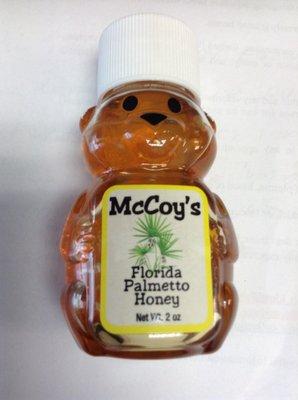 McCoy's
Florida
Palmetto
Honey
Net Wt. 2 oz